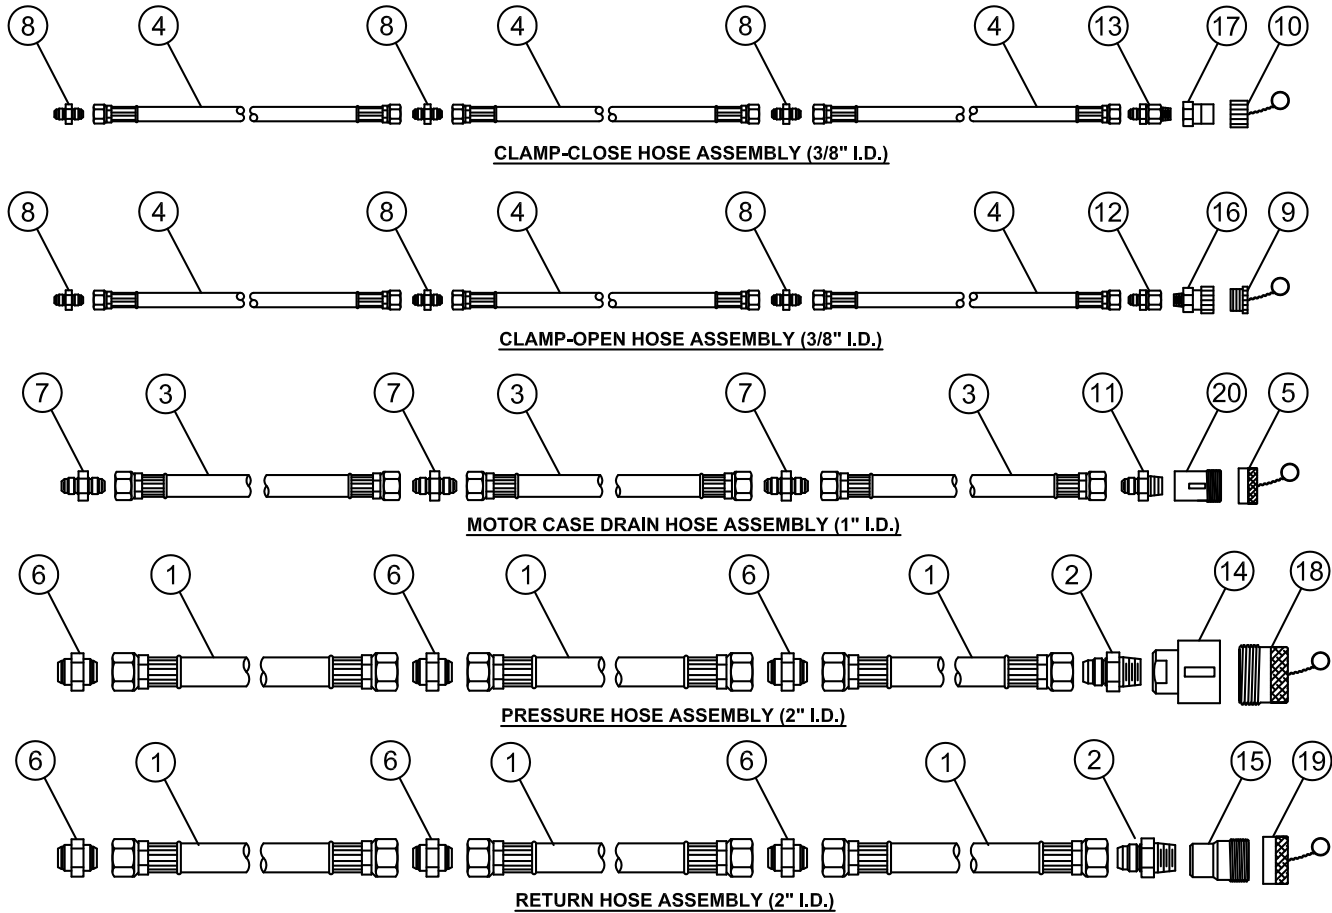 8 4 8 4 8 4 13 17 10
CLAMP-CLOSE HOSE ASSEMBLY (3/8" I.D.)
8 4 8 4 8 4 12 16 9
CLAMP-OPEN HOSE ASSEMBLY (3/8" I.D.)
7 3 7 3 7 3 11 20 5
MOTOR CASE DRAIN HOSE ASSEMBLY (1" I.D.)
6 1 6 1 6 1 2 14 18
PRESSURE HOSE ASSEMBLY (2" I.D.)
6 1 6 1 6 1 2 15 19
RETURN HOSE ASSEMBLY (2" I.D.)